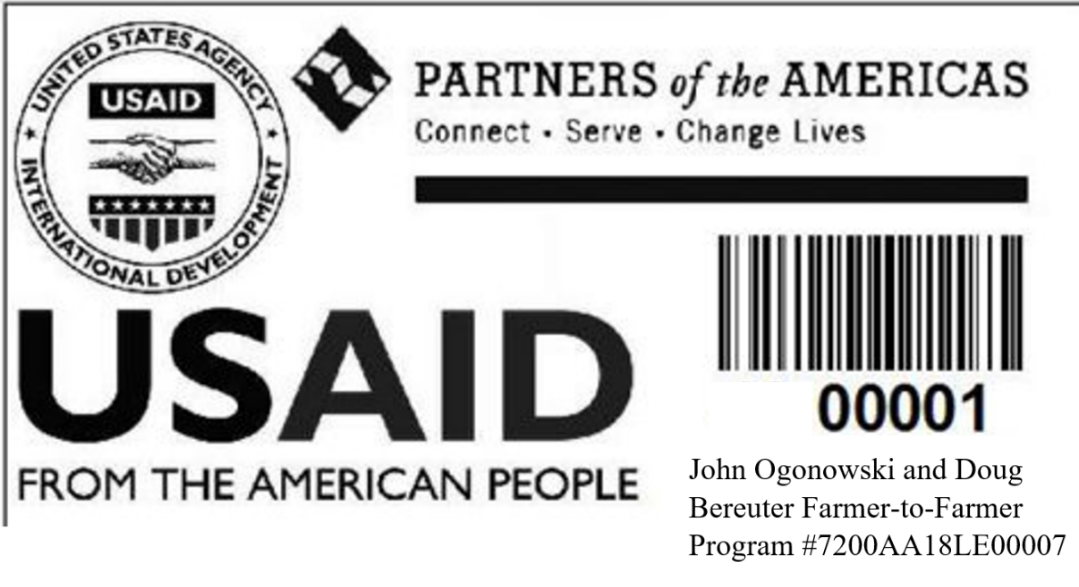 UNITED STATES AGENCY
INTERNATIONAL DEVELOPMENT
USAID
PARTNERS of the AMERICAS
Connect • Serve • Change Lives
USAID
FROM THE AMERICAN PEOPLE
00001
John Ogonowski and Doug
Bereuter Farmer-to-Farmer
Program #7200AA18LE00007